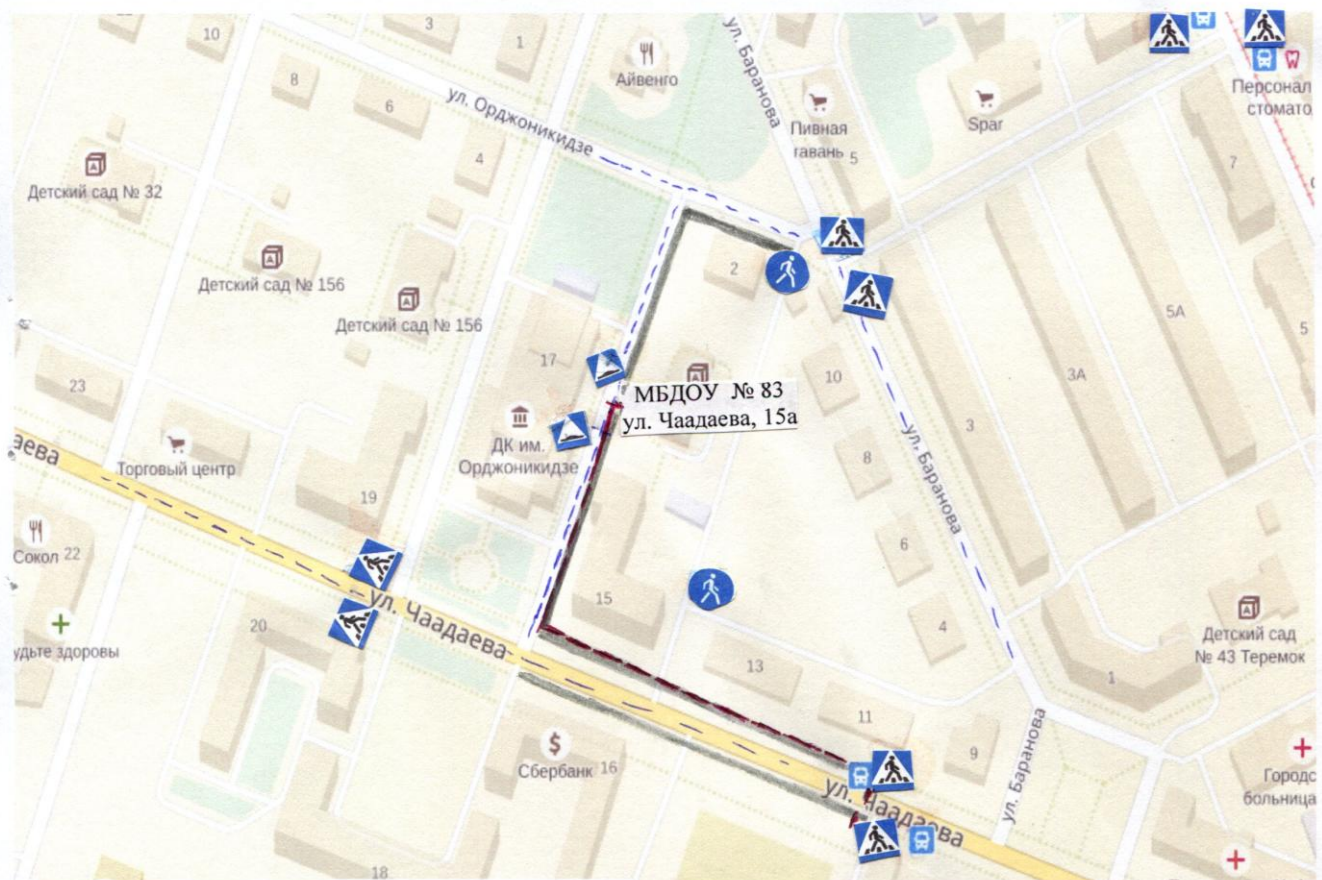 10
3
1
8
6
ул. Орджоникидзе
4
Айвенго
ул. Баранова
Пивная
гавань
5
Spar
Персонал
стомато
7
Детский сад № 32
Детский сад № 156
Детский сад № 156
2
5А
5
3А
3
17
10
МБДОУ № 83
ул. Чаадаева, 15а
23
ДК им.
Орджоникидзе
Торговый центр
аева
19
8
ул. Баранова
6
Сокол 22
15
4
Детский сад
№ 43 Теремок
ул. Чаадаева
20
удьте здоровы
13
1
11
9
ул. Баранова
Сбербанк 16
Городс
больница
ул. Чаадаева
18